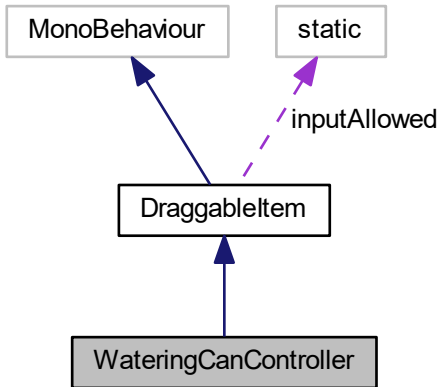 MonoBehaviour
static
inputAllowed
DraggableItem
WateringCanController